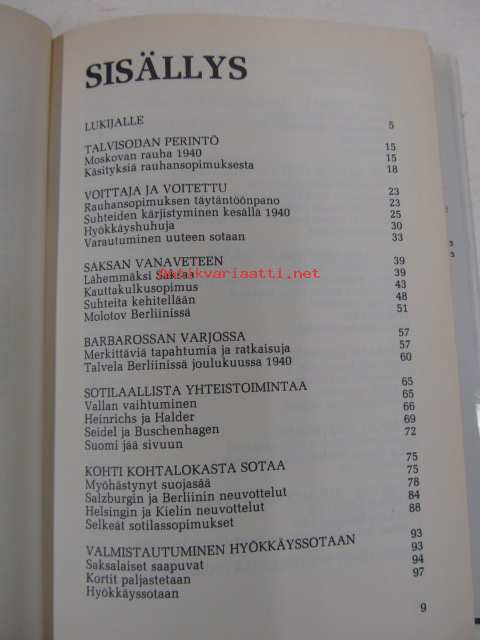 SISÄLLYS
LUKIJALLE 5
TALVISODAN PERINTÖ 15
Moskovan rauha 1940 15
Käsityksiä rauhansopimuksesta 18
VOITTAJA JA VOITETTU 23
Rauhansopimuksen täytäntöönpano 23
Suhteiden kärjistyminen kesällä 1940 25
Hyökkäyshuhuja 30
Varautuminen uuteen sotaan 33
SAKSAN VANAVETEEN 39
Lähemmäksi Saksaa 39
Antikvariaatti.net
Kauttakulkusopimus 43
Suhteita kehitellään 48
Molotov Berliinissä 51
BARBAROSSAN VARJOSSA 57
Merkittäviä tapahtumia ja ratkaisuja 57
Talvela Berliinissä joulukuussa 1940 60
SOTILAALLISTA YHTEISTOIMINTAA 65
Vallan vaihtuminen 65
Heinrichs ja Halder 66
Seidel ja Buschenhagen 69
Suomi jää sivuun 72
KOHTI KOHTALOKASTA SOTAA 75
Myöhästynyt suojasää 75
Salzburgin ja Berliinin neuvottelut 78
Helsingin ja Kielin neuvottelut 84
Selkeät sotilassopimukset 88
VALMISTAUTUMINEN HYÖKKÄYSSOTAAN 93
Saksalaiset saapuvat 93
Kortit paljastetaan 94
Hyökkäyssotaan 97
9